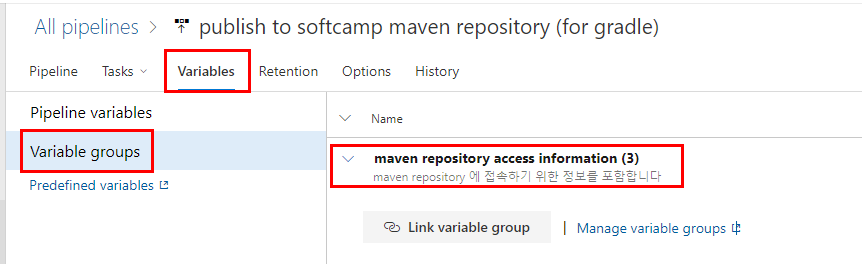 All pipelines > publish to softcamp maven repository (for gradle)
Pipeline Tasks Variables Retention Options History
Pipeline variables
Variable groups
Predefined variables
Name
maven repository access information (3)
maven repository 에 접속하기 위한 정보를 포함합니다
Link variable group | Manage variable groups